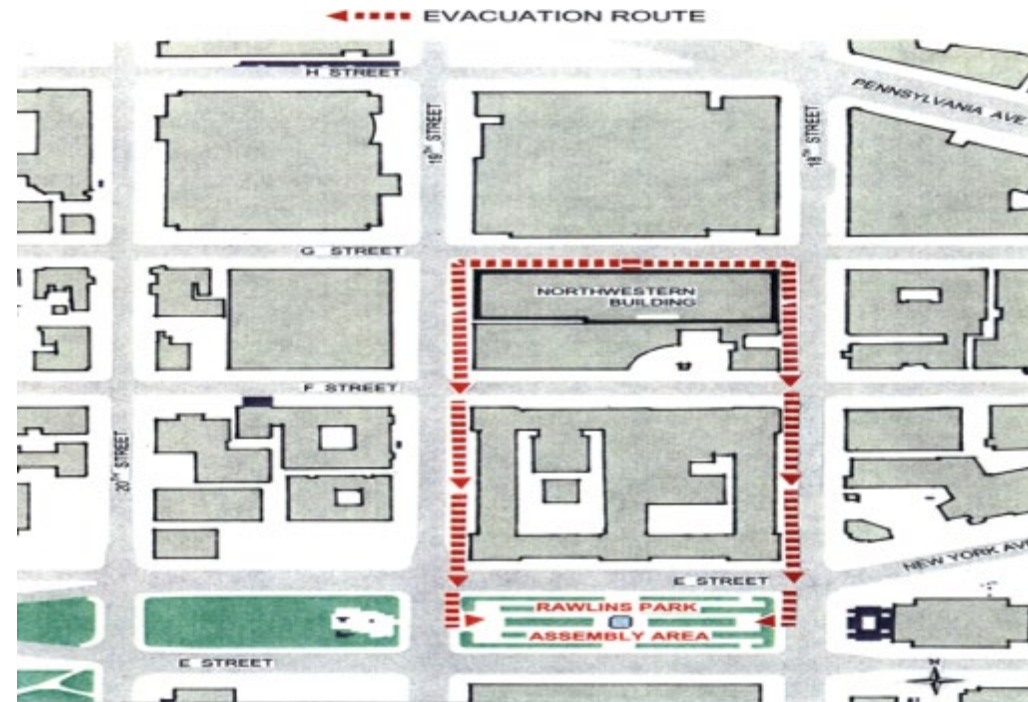 EVACUATION ROUTE
H STREET
PENNSYLVANIA AVE
19TH STREET
18TH STREET
G STREET
NORTHWESTERN
BUILDING
F STREET
20TH STREET
NEW YORK AV
E STREET
RAWLINS PARK
ASSEMBLY AREA
E STREET
N